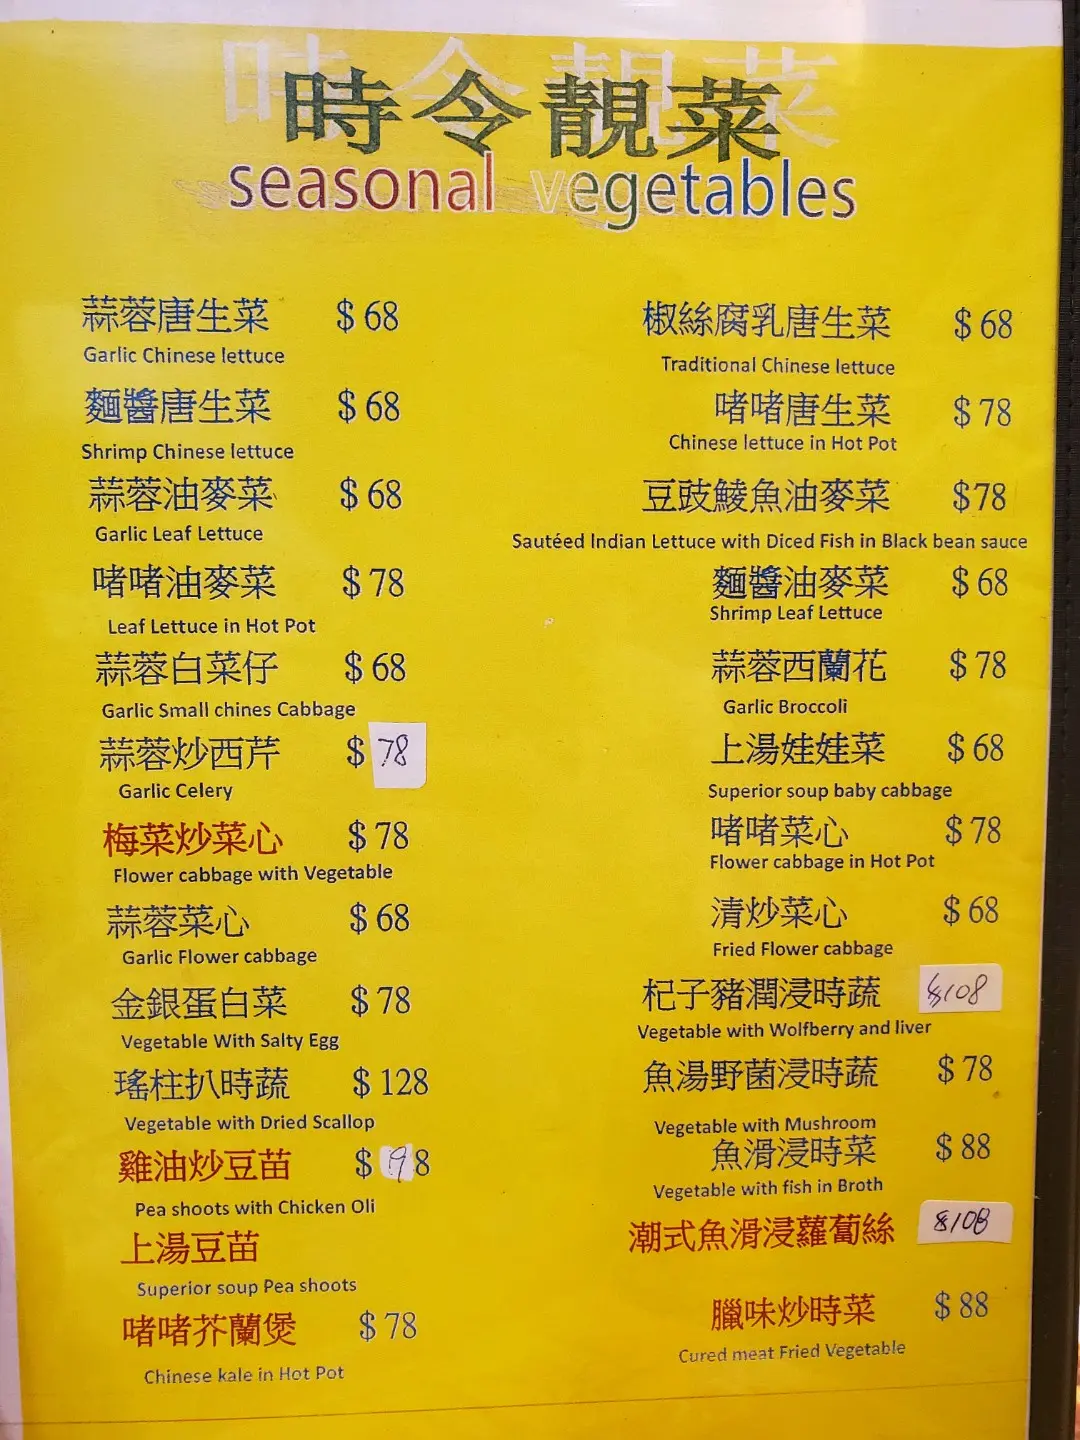 時令靚菜
seasonal vegetables
蒜蓉唐生菜 $ 68
Garlic Chinese lettuce
麵醬唐生菜 $ 68
Shrimp Chinese lettuce
蒜蓉油麥菜 $ 68
Garlic Leaf Lettuce
啫啫油麥菜 $ 78
Leaf Lettuce in Hot Pot
蒜蓉白菜仔 $ 68
Garlic Small chines Cabbage
蒜蓉炒西芹 $ 78
Garlic Celery
梅菜炒菜心 $ 78
Flower cabbage with Vegetable
蒜蓉菜心 $ 68
Garlic Flower cabbage
金銀蛋白菜 $ 78
Vegetable With Salty Egg
瑤柱扒時蔬 $ 128
Vegetable with Dried Scallop
雞油炒豆苗 $ 8
Pea shoots with Chicken Oli
上湯豆苗
Superior soup Pea shoots
啫啫芥蘭煲 $ 78
Chinese kale in Hot Pot
椒絲腐乳唐生菜 $ 68
Traditional Chinese lettuce
啫啫唐生菜 $ 78
Chinese lettuce in Hot Pot
豆豉鯪魚油麥菜 $78
Sautéed Indian Lettuce with Diced Fish in Black bean sauce
麵醬油麥菜 $ 68
Shrimp Leaf Lettuce
蒜蓉西蘭花 $ 78
Garlic Broccoli
上湯娃娃菜 $ 68
Superior soup baby cabbage
啫啫菜心 $ 78
Flower cabbage in Hot Pot
清炒菜心 $ 68
Fried Flower cabbage
杞子豬潤浸時蔬 $108
Vegetable with Wolfberry and liver
魚湯野菌浸時蔬 $ 78
Vegetable with Mushroom
魚滑浸時菜 $ 88
Vegetable with fish in Broth
潮式魚滑浸蘿蔔絲 $108
臘味炒時菜 $ 88
Cured meat Fried Vegetable